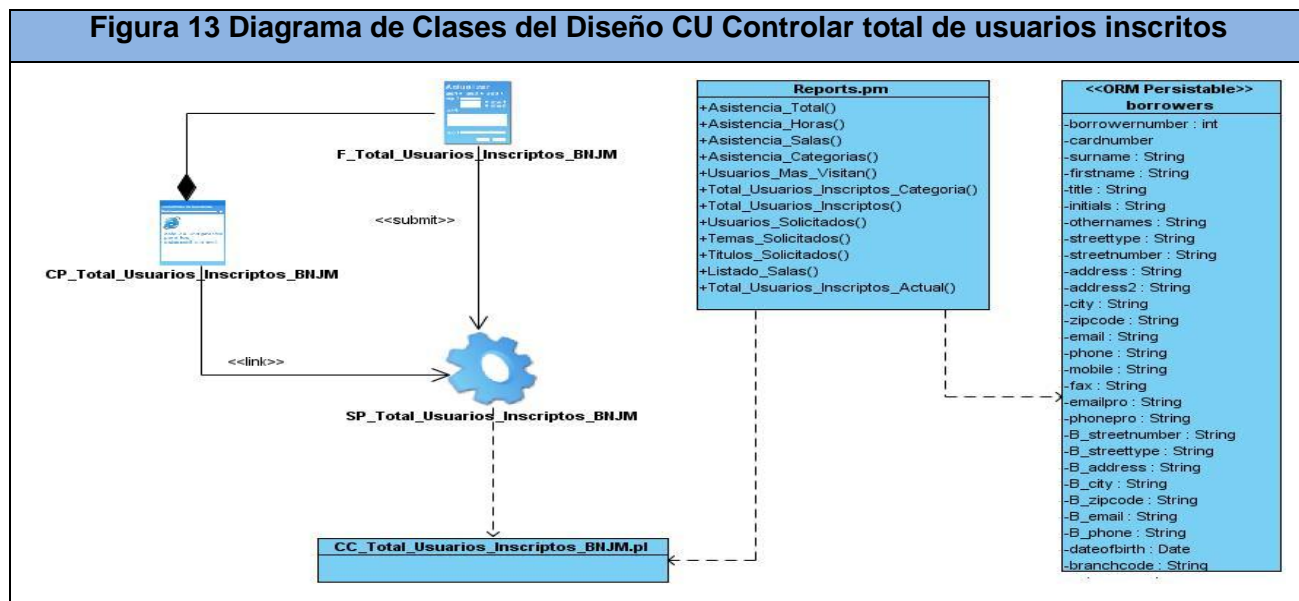 Figura 13 Diagrama de Clases del Diseño CU Controlar total de usuarios inscritos
Actualizar
F_Total_Usuarios_Inscriptos_BNJM
<<submit>>
CP_Total_Usuarios_Inscriptos_BNJM
<<link>>
SP_Total_Usuarios_Inscriptos_BNJM
CC_Total_Usuarios_Inscriptos_BNJM.pl
Reports.pm
+Asistencia_Total()
+Asistencia_Horas()
+Asistencia_Salas()
+Asistencia_Categorias()
+Usuarios_Mas_Visitan()
+Total_Usuarios_Inscriptos_Categoria()
+Total_Usuarios_Inscriptos()
+Usuarios_Solicitados()
+Temas_Solicitados()
+Titulos_Solicitados()
+Listado_Salas()
+Total_Usuarios_Inscriptos_Actual()
<<ORM Persistable>>
borrowers
-borrowernumber : int
-cardnumber
-surname : String
-firstname : String
-title : String
-initials : String
-othernames : String
-streettype : String
-streetnumber : String
-address : String
-address2 : String
-city : String
-zipcode : String
-email : String
-phone : String
-mobile : String
-fax : String
-emailpro : String
-phonepro : String
-B_streetnumber : String
-B_streettype : String
-B_address : String
-B_city : String
-B_zipcode : String
-B_email : String
-B_phone : String
-dateofbirth : Date
-branchcode : String